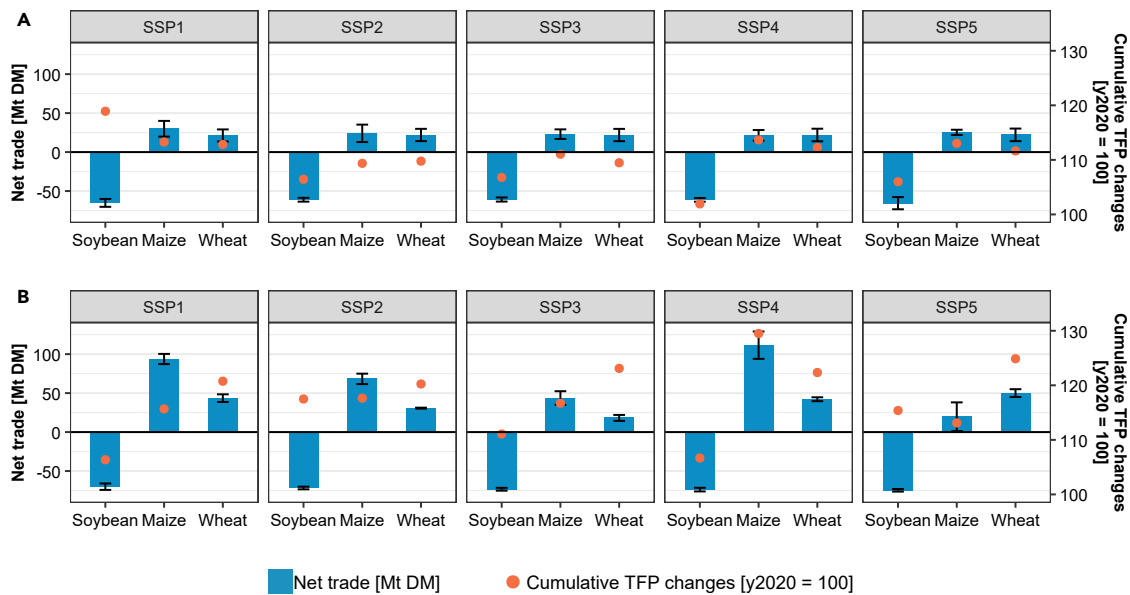 A
SSP1 SSP2 SSP3 SSP4 SSP5
Net trade [Mt DM]
100
50
0
-50
130
120
110
100
Cumulative TFP changes
[y2020 = 100]
Soybean Maize Wheat Soybean Maize Wheat Soybean Maize Wheat Soybean Maize Wheat Soybean Maize Wheat
B
SSP1 SSP2 SSP3 SSP4 SSP5
Net trade [Mt DM]
100
50
0
-50
130
120
110
100
Cumulative TFP changes
[y2020 = 100]
Soybean Maize Wheat Soybean Maize Wheat Soybean Maize Wheat Soybean Maize Wheat Soybean Maize Wheat
Net trade [Mt DM] Cumulative TFP changes [y2020 = 100]